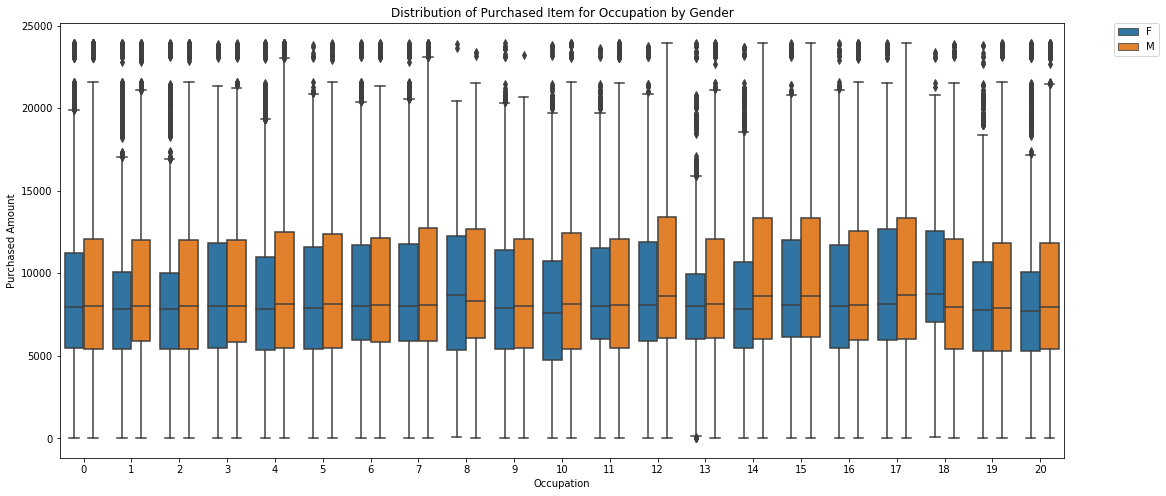 Distribution of Purchased Item for Occupation by Gender
F
M
25000
20000
15000
10000
5000
0
Purchased Amount
0 1 2 3 4 5 6 7 8 9 10 11 12 13 14 15 16 17 18 19 20
Occupation